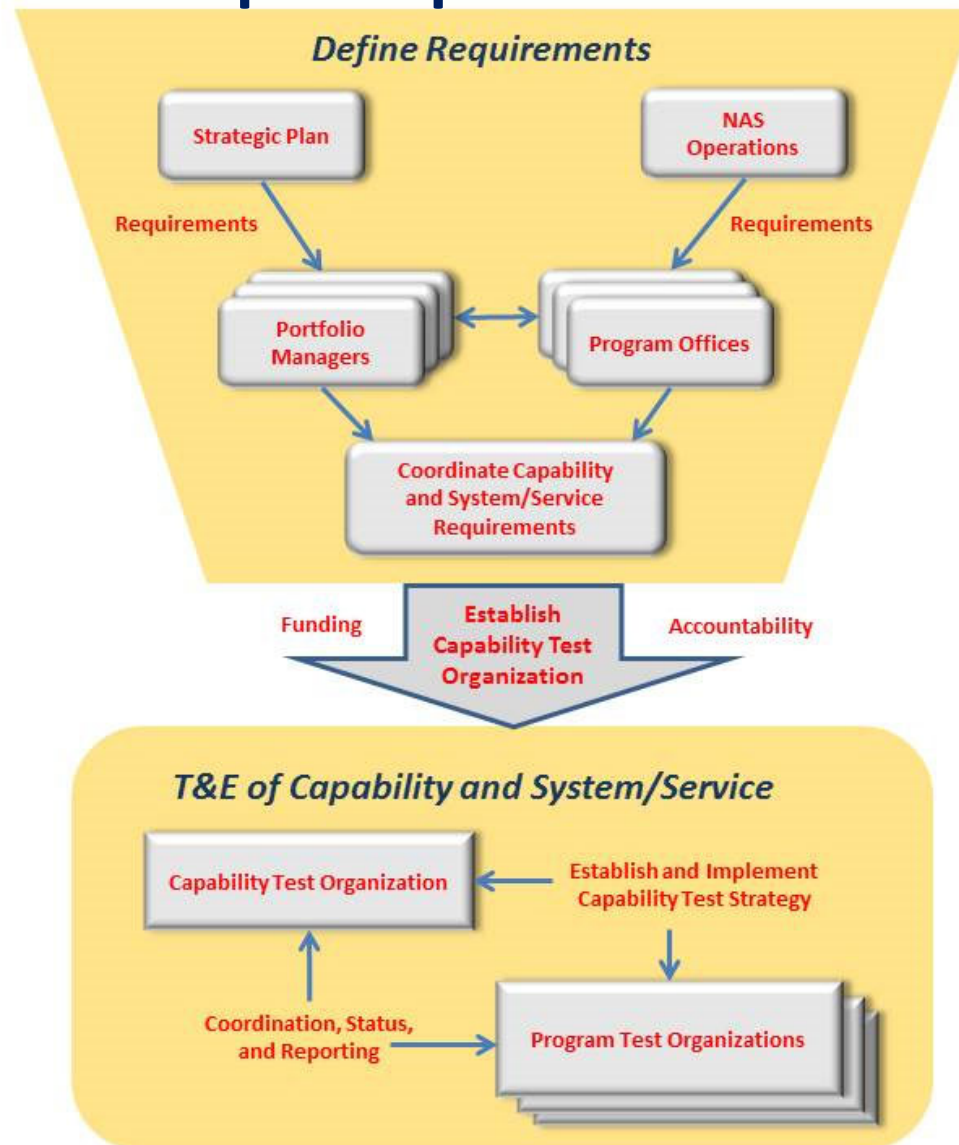 Define Requirements
Strategic Plan
NAS
Operations
Requirements
Requirements
Portfolio
Managers
Program Offices
Coordinate Capability
and System/Service
Requirements
Funding
Establish
Capability Test
Organization
Accountability
T&E of Capability and System/Service
Capability Test Organization
Establish and Implement
Capability Test Strategy
Coordination, Status,
and Reporting
Program Test Organizations